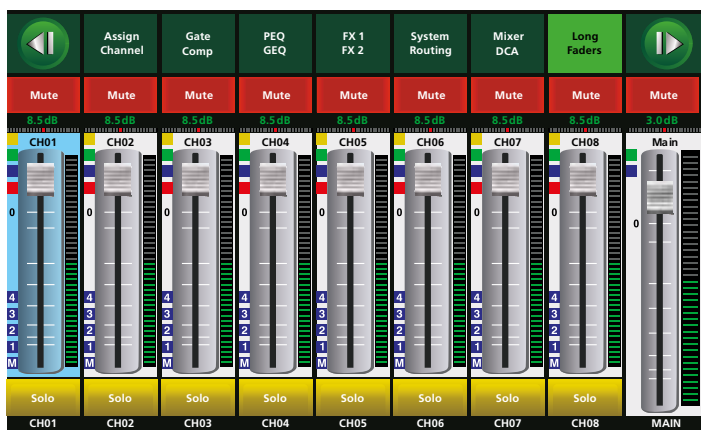 Assign Channel
Gate Comp
PEQ GEQ
FX 1 FX 2
System Routing
Mixer DCA
Long Faders
Mute Mute Mute Mute Mute Mute Mute Mute Mute
8.5dB 8.5dB 8.5dB 8.5dB 8.5dB 8.5dB 8.5dB 8.5dB 3.0dB
CH01 CH02 CH03 CH04 CH05 CH06 CH07 CH08 Main
0 0 0 0 0 0 0 0 0
4 4 4 4 4 4 4 4
3 3 3 3 3 3 3 3
2 2 2 2 2 2 2 2
1 1 1 1 1 1 1 1
M M M M M M M M
Solo Solo Solo Solo Solo Solo Solo Solo
CH01 CH02 CH03 CH04 CH05 CH06 CH07 CH08 MAIN